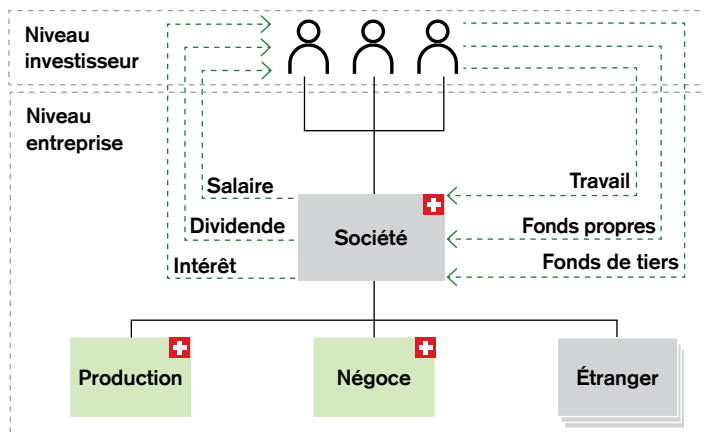 Niveau
investisseur
Niveau
entreprise
Salaire
Travail
Dividende
Société
Fonds propres
Intérêt
Fonds de tiers
Production
Négoce
Étranger